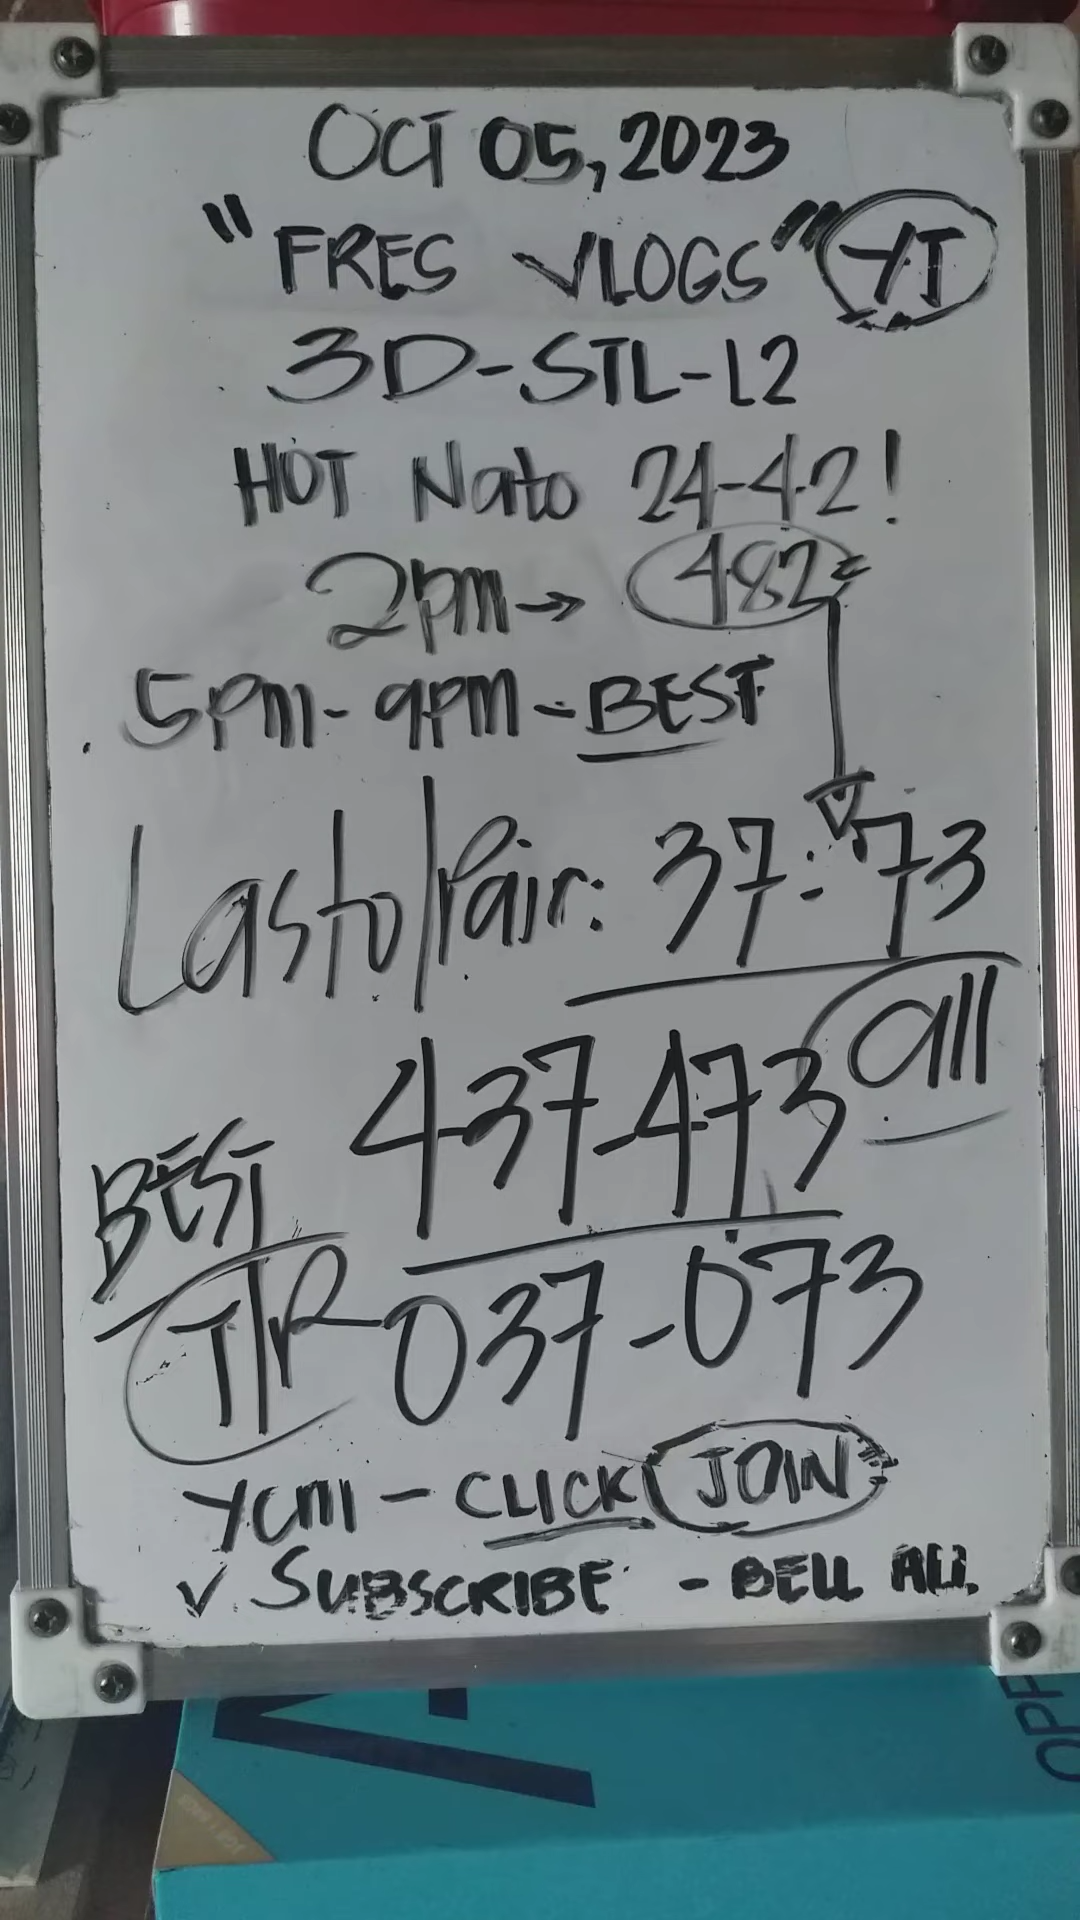 OCT 05, 2023
"FRES VLOGS" YT
3D-STL-L2
HOT Nato 24-42!
2pm→ 482
5pm-9pm-BEST
Lasto/Pair: 37-73
all
437-473
BEST
T/R 037-073
- CLICK JOIN
✓ SUBSCRIBE - BELL ALL
OPP